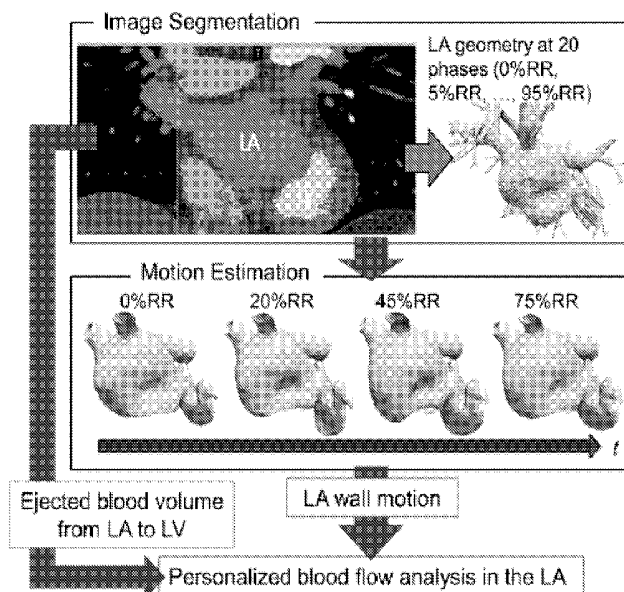 Image Segmentation
LA geometry at 20
phases (0%RR,
5%RR, ..., 95%RR)
LA
Motion Estimation
0%RR 20%RR 45%RR 75%RR
t
Ejected blood volume
from LA to LV
LA wall motion
Personalized blood flow analysis in the LA